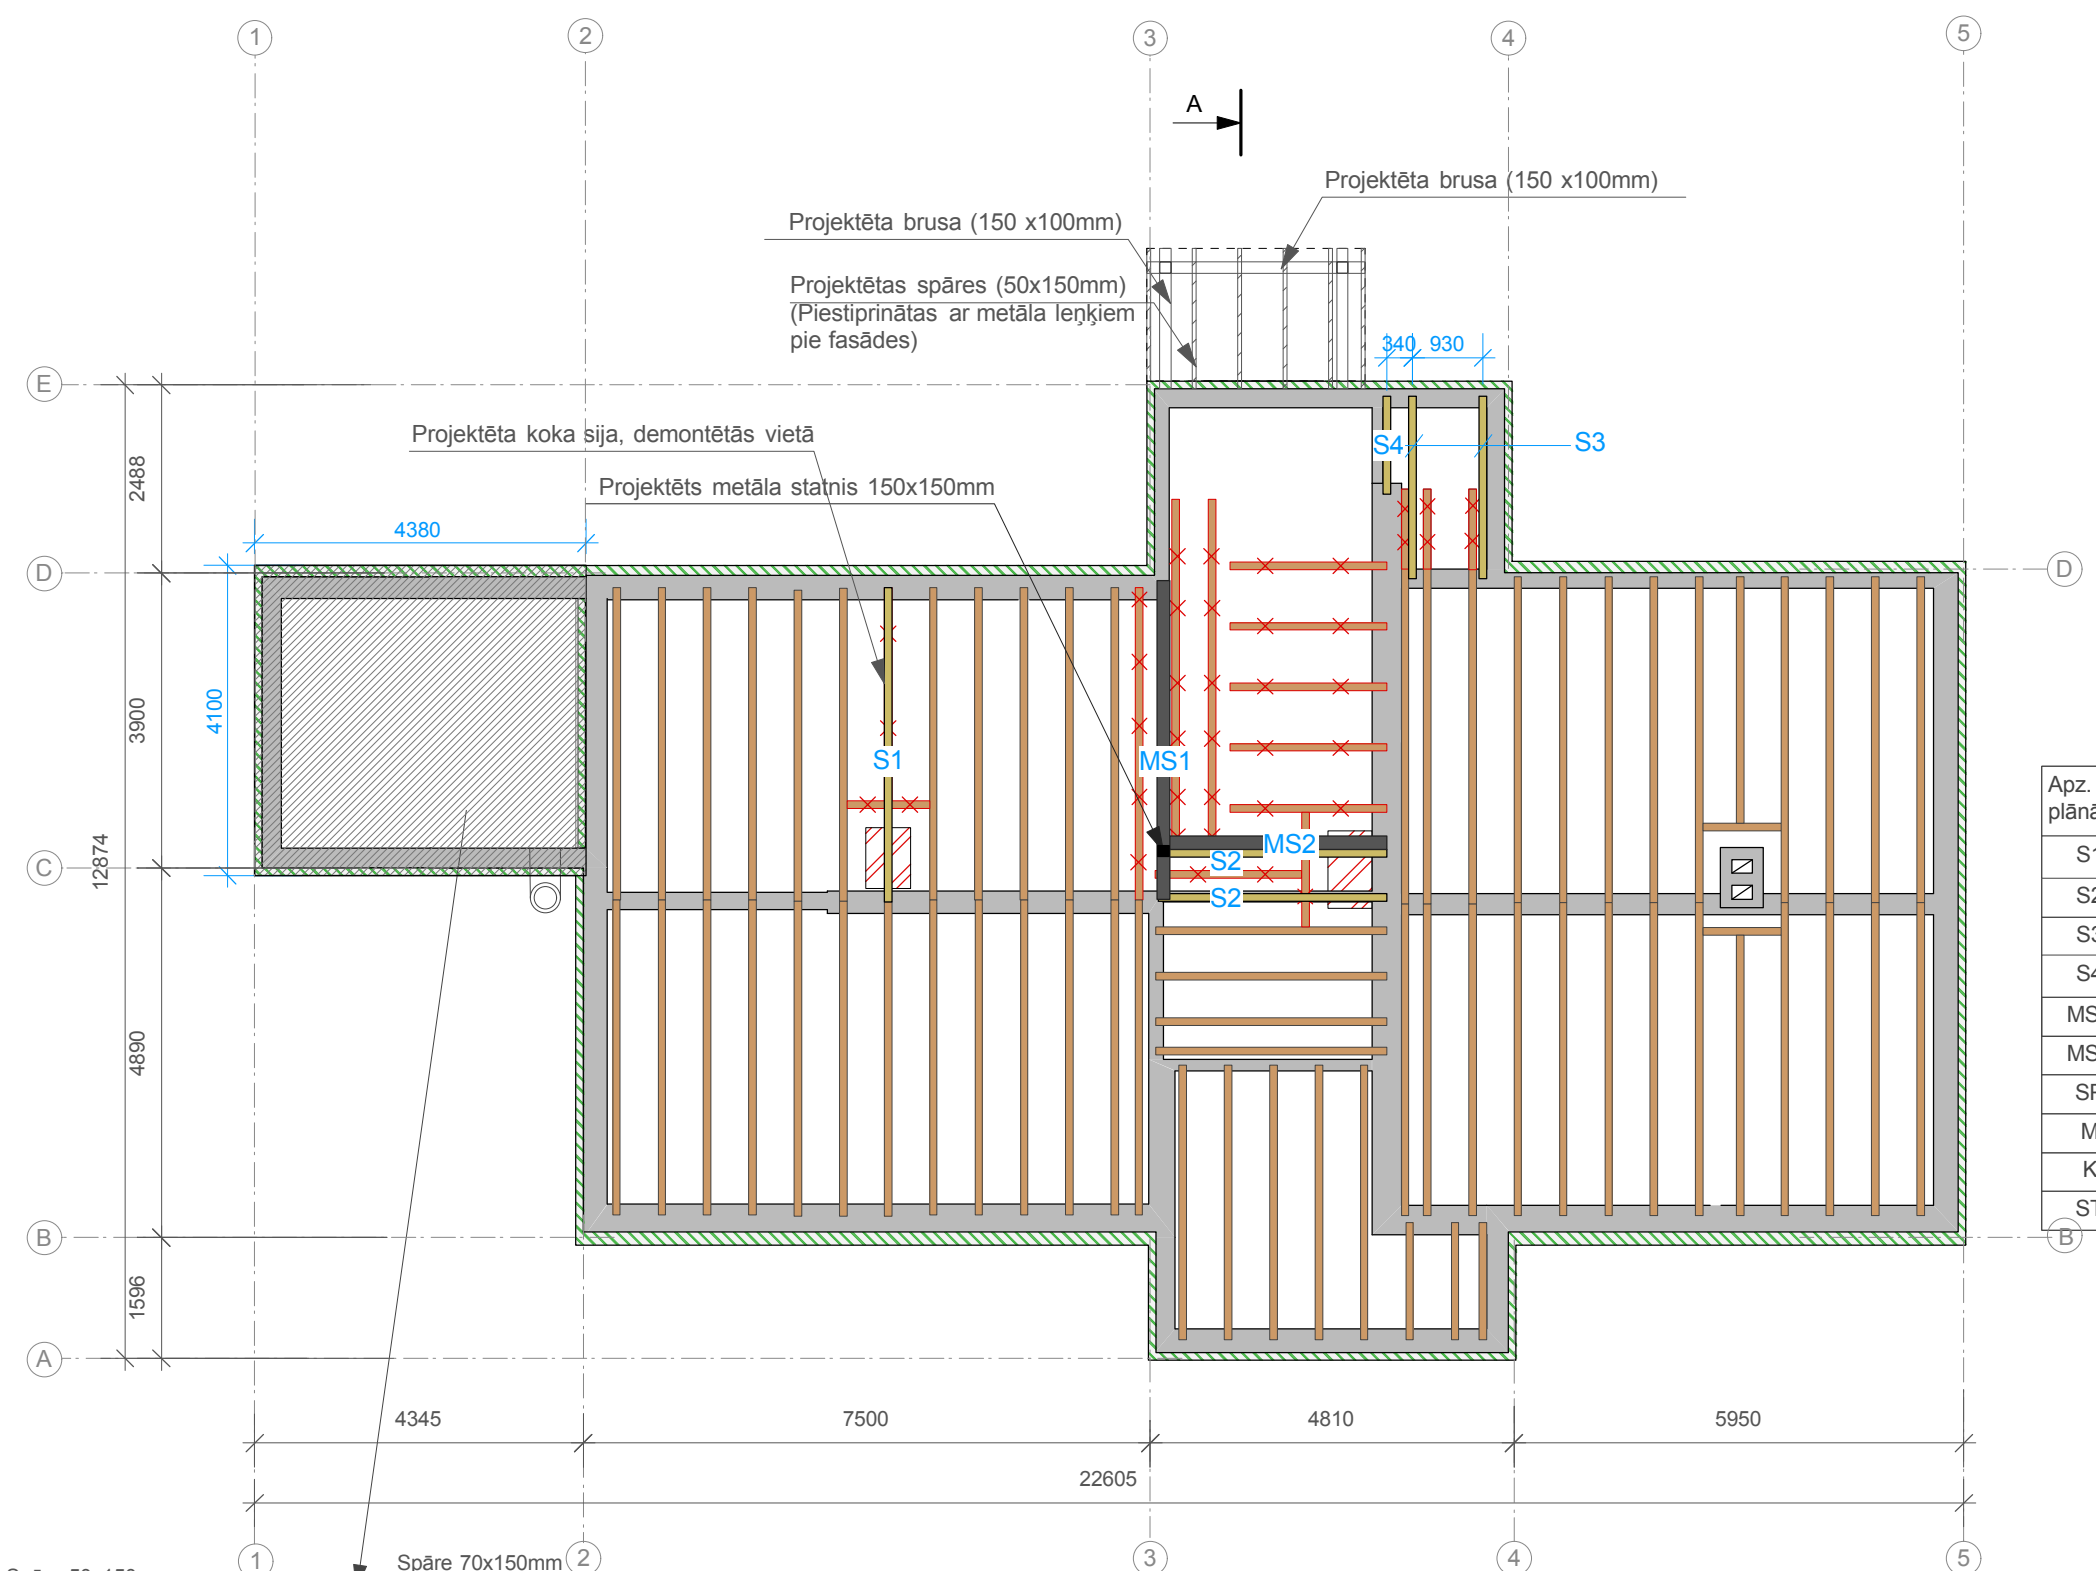 1
2
3
4
5
A
Projektēta brusa (150 x100mm)
Projektēta brusa (150 x100mm)
Projektētas spāres (50x150mm)
(Piestiprinātas ar metāla leņķiem
pie fasādes)
340 930
E
Projektēta koka sija, demontētās vietā
S4
S3
2488
Projektēts metāla statnis 150x150mm
4380
D
D
3900
4100
S1
MS1
Apz.
MS2
S2
S2
12874
C
4890
B
B
1596
A
4345
7500
4810
5950
22605
1
Spāre 70x150mm
2
3
4
5